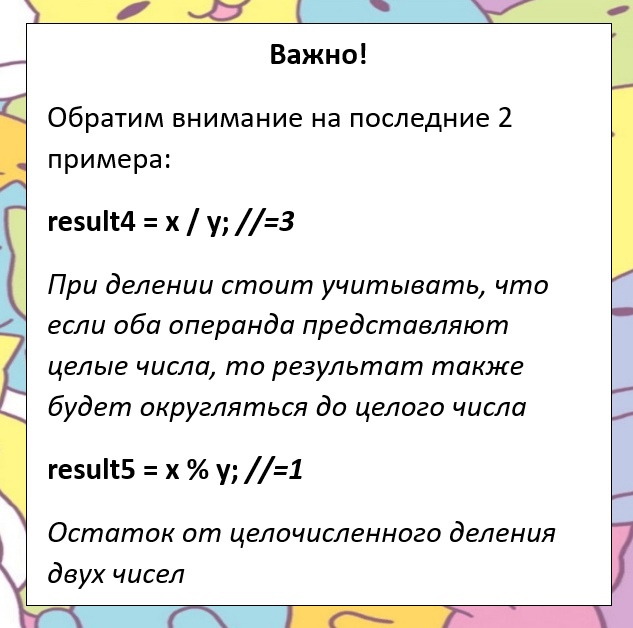 Важно!
Обратим внимание на последние 2
примера:
result4 = x / y; //=3
При делении стоит учитывать, что
если оба операнда представляют
целые числа, то результат также
будет округляться до целого числа
result5 = x % y; //=1
Остаток от целочисленного деления
двух чисел